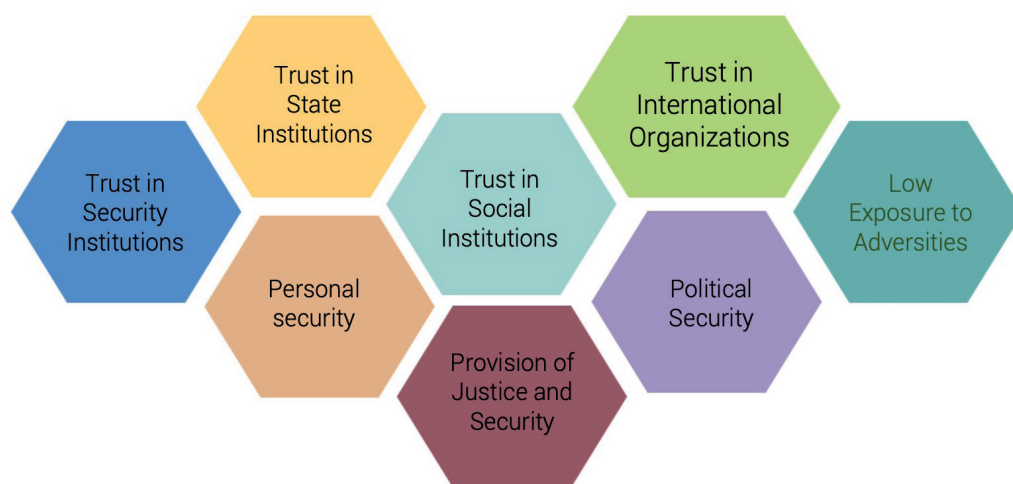 Trust in
State
Institutions
Trust in
International
Organizations
Trust in
Security
Institutions
Trust in
Social
Institutions
Low
Exposure to
Adversities
Personal
security
Political
Security
Provision of
Justice and
Security